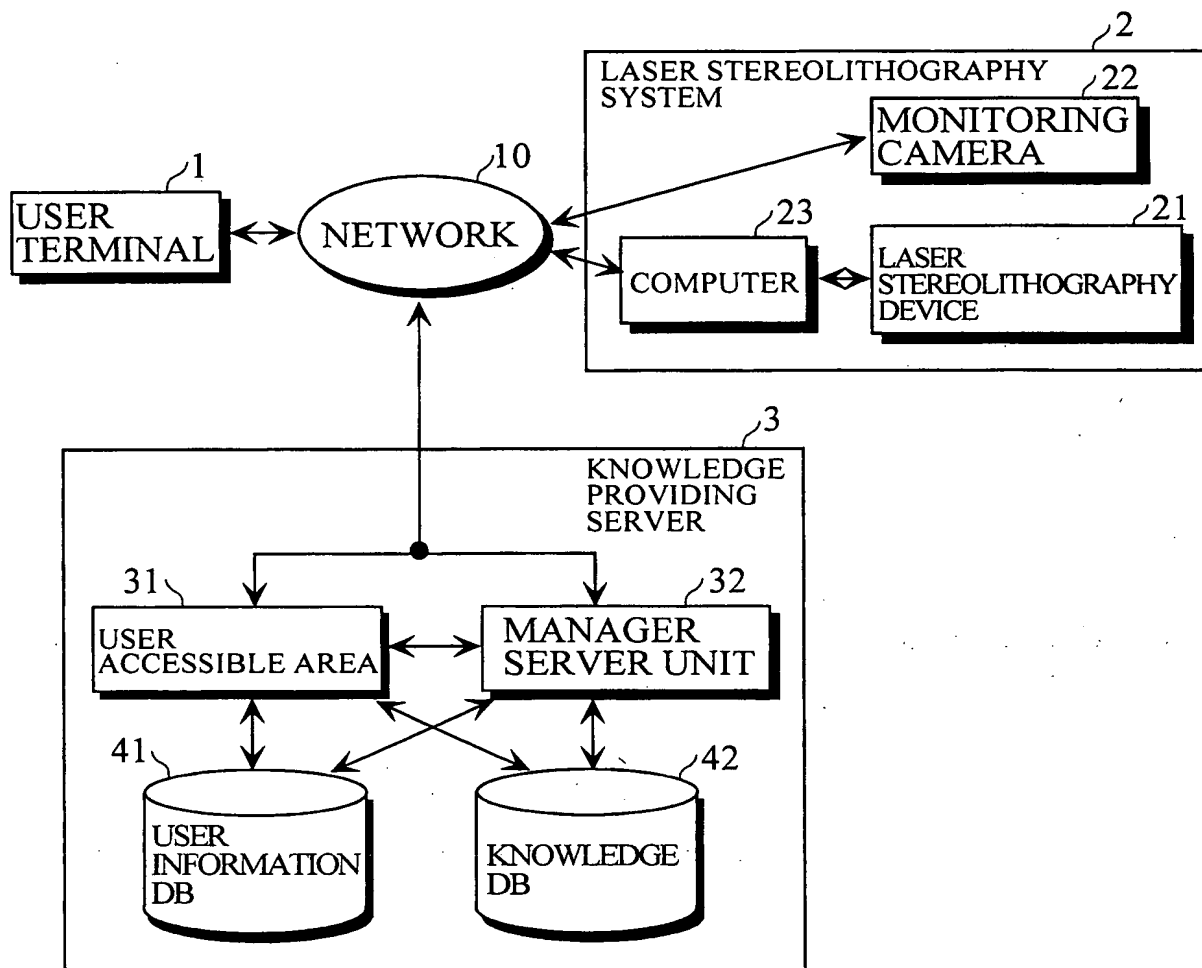 2
LASER STEREOLITHOGRAPHY
SYSTEM
22
MONITORING
CAMERA
1
USER
TERMINAL
10
NETWORK
23
COMPUTER
21
LASER
STEREOLITHOGRAPHY
DEVICE
3
KNOWLEDGE
PROVIDING
SERVER
31
USER
ACCESSIBLE AREA
32
MANAGER
SERVER UNIT
41
USER
INFORMATION
DB
42
KNOWLEDGE
DB